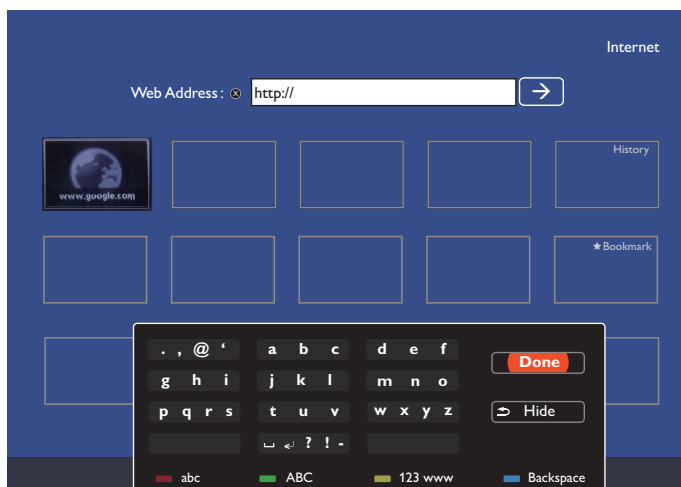 Internet
Web Address : http://
History
www.google.com
★ Bookmark
. , @ ‘ a b c d e f
Done
g h i j k l m n o
p q r s t u v w x y z Hide
␣ ↵ ? ! -
abc ABC 123 www Backspace